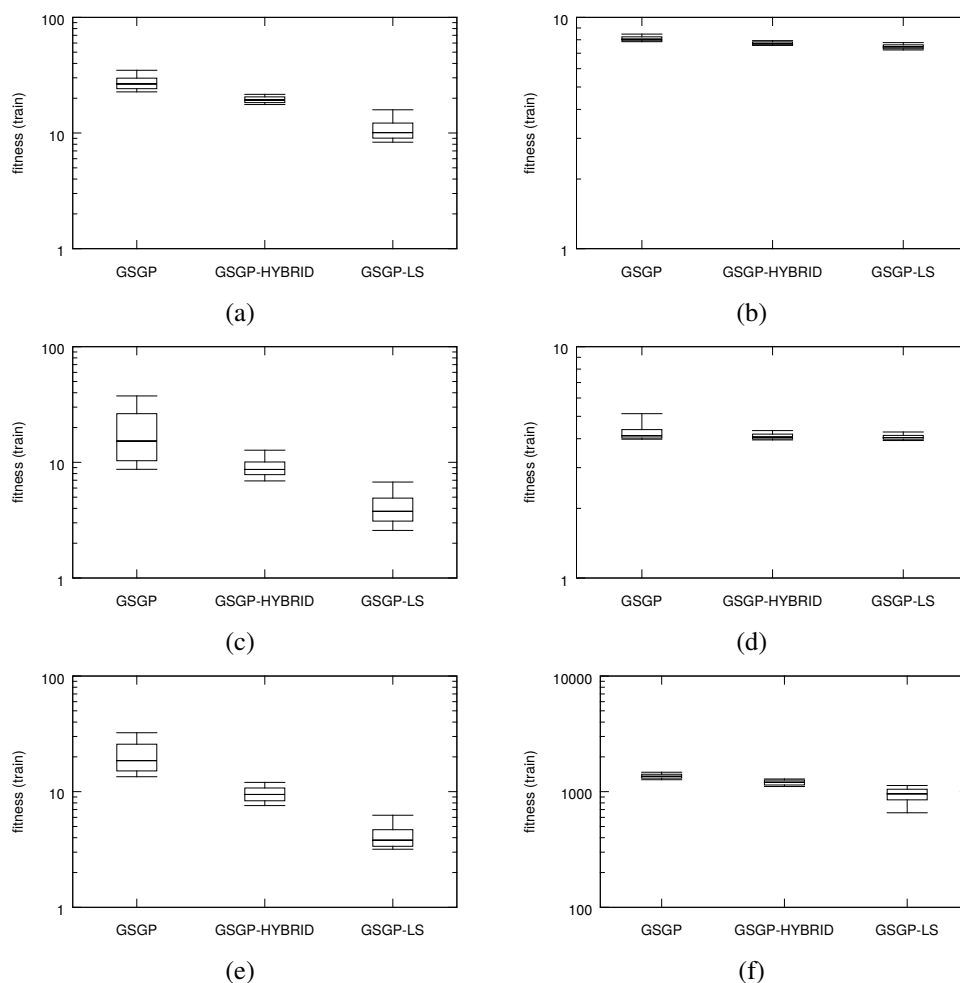 100
10
1
fitness (train)
GSGP GSGP-HYBRID GSGP-LS
(a)
10
1
fitness (train)
GSGP GSGP-HYBRID GSGP-LS
(b)
100
10
1
fitness (train)
GSGP GSGP-HYBRID GSGP-LS
(c)
10
1
fitness (train)
GSGP GSGP-HYBRID GSGP-LS
(d)
100
10
1
fitness (train)
GSGP GSGP-HYBRID GSGP-LS
(e)
10000
1000
100
fitness (train)
GSGP GSGP-HYBRID GSGP-LS
(f)